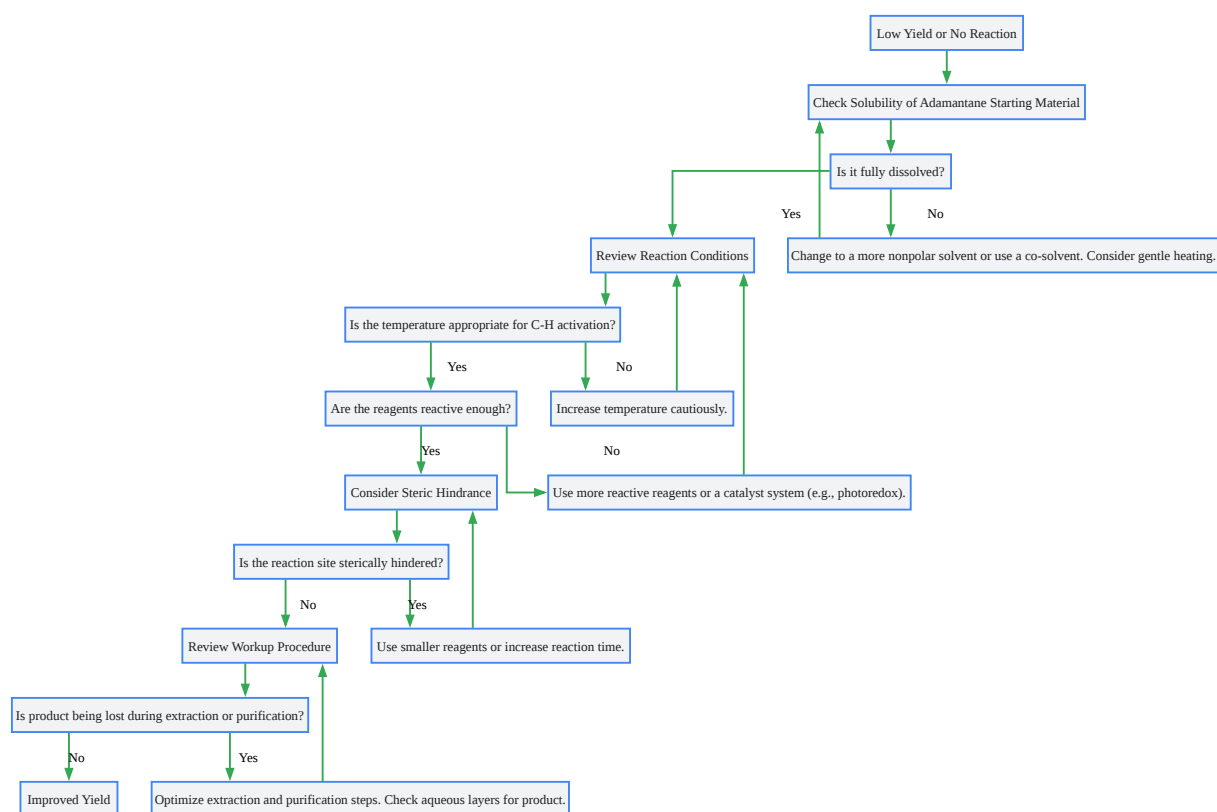 Low Yield or No Reaction
Check Solubility of Adamantane Starting Material
Is it fully dissolved?
Yes
No
Review Reaction Conditions
Change to a more nonpolar solvent or use a co-solvent. Consider gentle heating.
Is the temperature appropriate for C-H activation?
Yes
No
Are the reagents reactive enough?
Increase temperature cautiously.
Yes
No
Consider Steric Hindrance
Use more reactive reagents or a catalyst system (e.g., photoredox).
Is the reaction site sterically hindered?
No
Yes
Review Workup Procedure
Use smaller reagents or increase reaction time.
Is product being lost during extraction or purification?
No
Yes
Improved Yield
Optimize extraction and purification steps. Check aqueous layers for product.